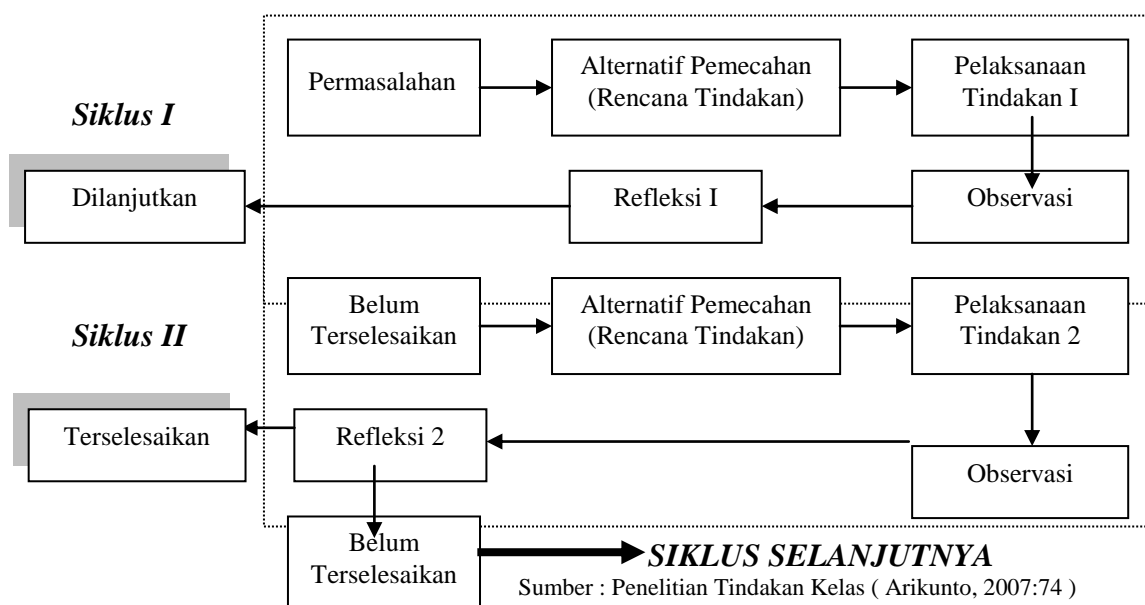 Permasalahan
Alternatif Pemecahan
(Rencana Tindakan)
Pelaksanaan
Tindakan I
Siklus I
Dilanjutkan
Refleksi I
Observasi
Siklus II
Belum
Terselesaikan
Alternatif Pemecahan
(Rencana Tindakan)
Pelaksanaan
Tindakan 2
Terselesaikan
Refleksi 2
Observasi
Belum
Terselesaikan
SIKLUS SELANJUTNYA
Sumber : Penelitian Tindakan Kelas ( Arikunto, 2007:74 )